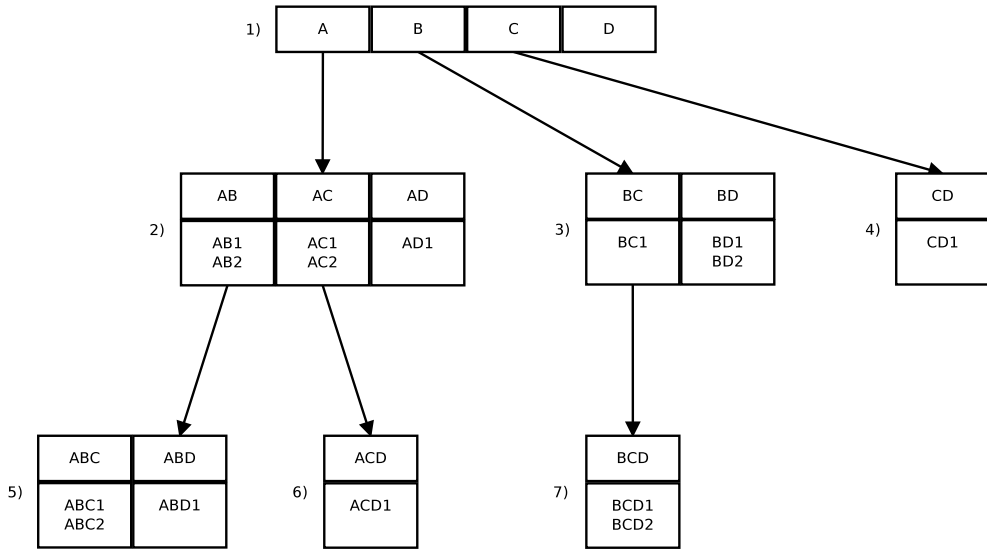 1) A B C D
2) AB AC AD
AB1 AC1 AD1
AB2 AC2
3) BC BD
BC1 BD1
BD2
4) CD
CD1
5) ABC ABD
ABC1 ABD1
ABC2
6) ACD
ACD1
7) BCD
BCD1
BCD2